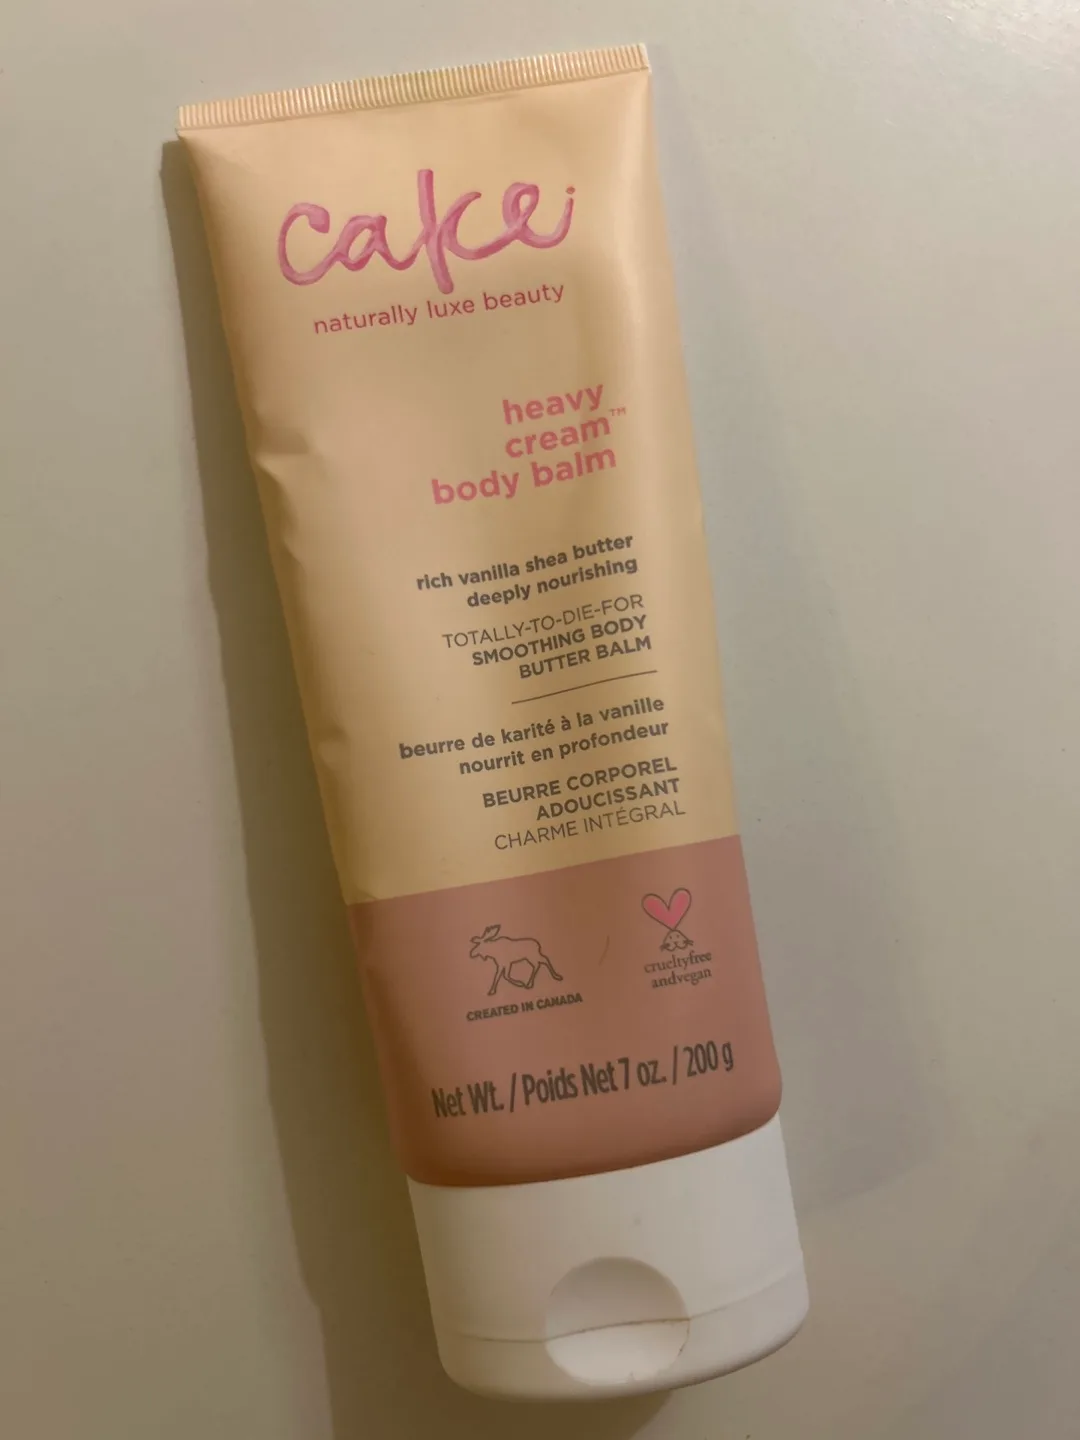 cake
naturally luxe beauty
heavy
cream™
body balm
rich vanilla shea butter
deeply nourishing
TOTALLY-TO-DIE-FOR
SMOOTHING BODY
BUTTER BALM
beurre de karité à la vanille
nourrit en profondeur
BEURRE CORPOREL
ADOUCISSANT
CHARME INTÉGRAL
CREATED IN CANADA
crueltyfree
andvegan
Net Wt. / Poids Net 7 oz. / 200 g